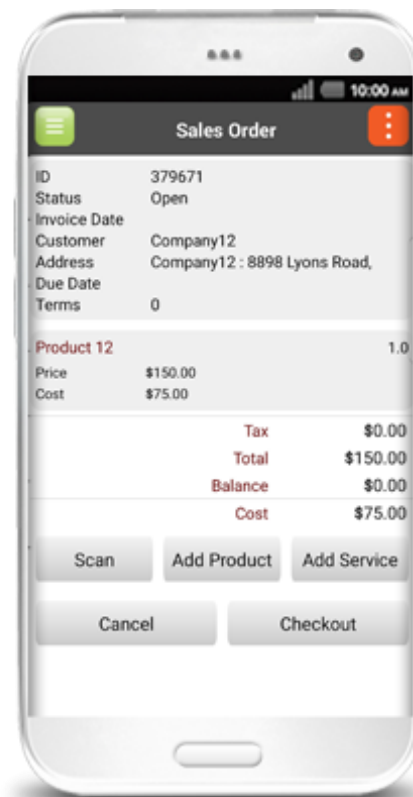 10:00 AM
Sales Order
ID 379671
Status Open
Invoice Date
Customer Company12
Address Company12 : 8898 Lyons Road,
Due Date
Terms 0
Product 12 1.0
Price $150.00
Cost $75.00
Tax $0.00
Total $150.00
Balance $0.00
Cost $75.00
Scan Add Product Add Service
Cancel Checkout